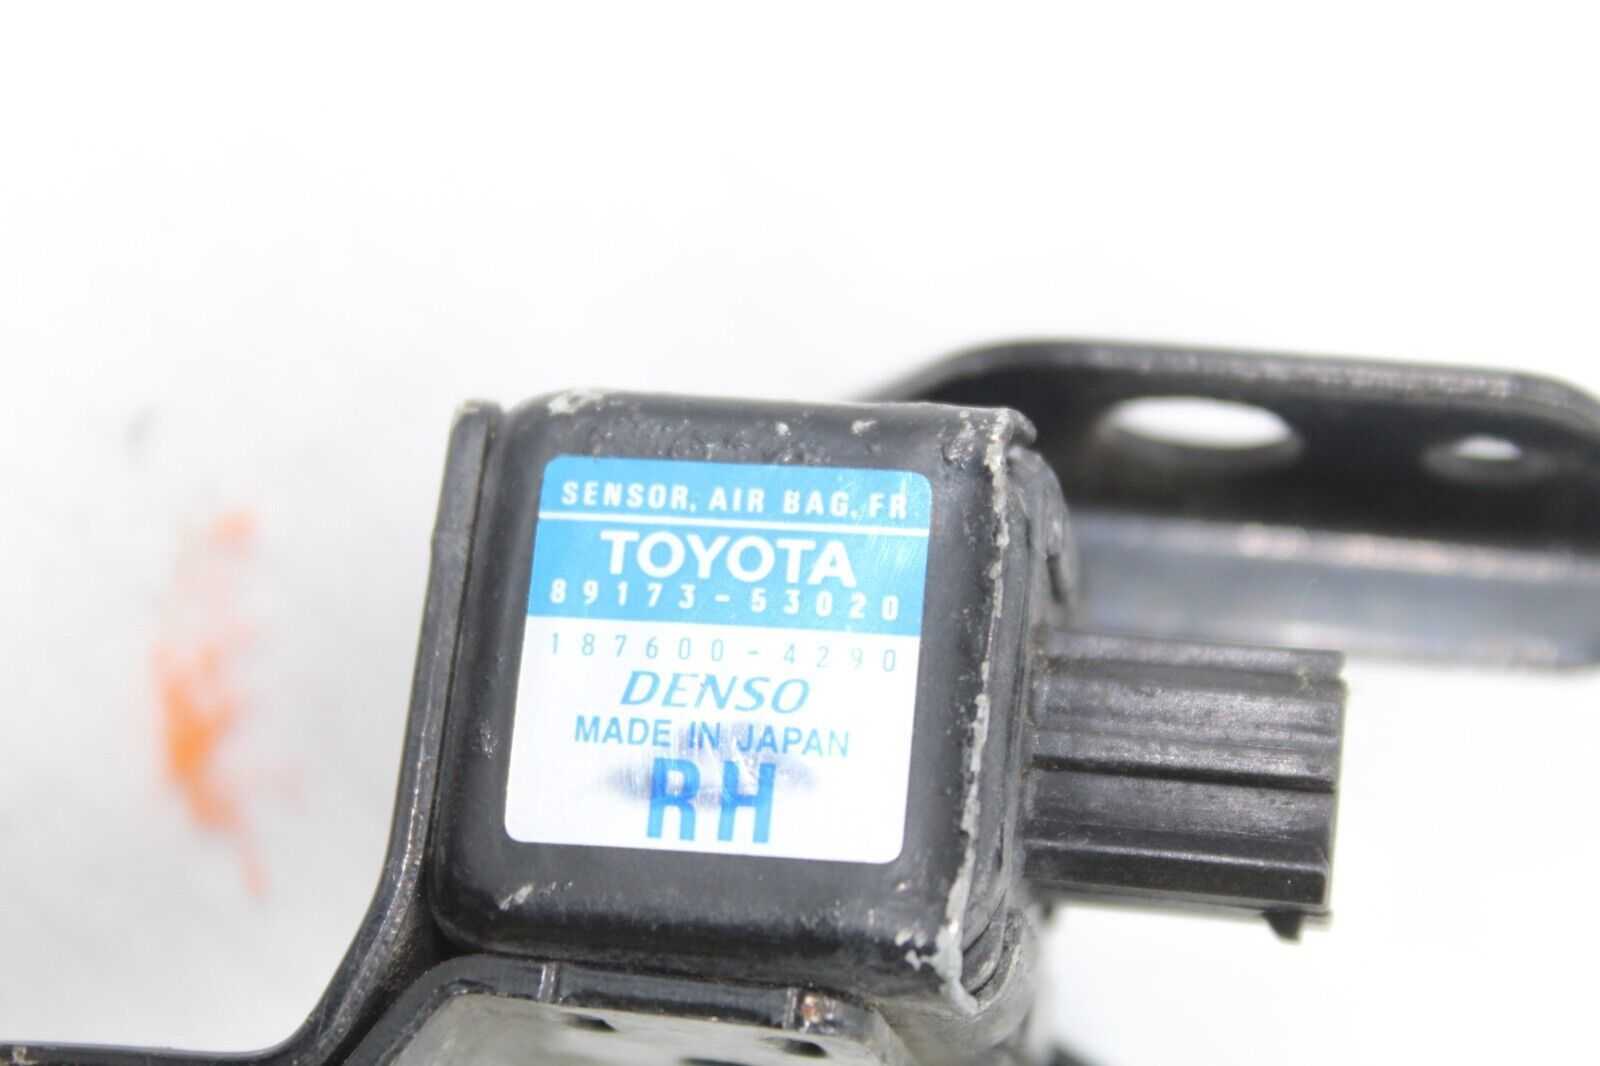 SENSOR, AIR BAG, FR
TOYOTA
89173-53020
187600-4290
DENSO
MADE IN JAPAN
RH